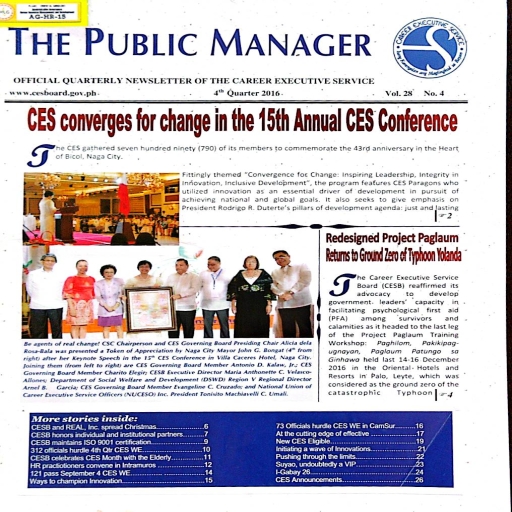 AG-HR-15
THE PUBLIC MANAGER
CAREER EXECUTIVE SERVICE
OFFICIAL QUARTERLY NEWSLETTER OF THE CAREER EXECUTIVE SERVICE
www.cesboard.gov.ph
4th Quarter 2016
Vol. 28 No. 4
CES converges for change in the 15th Annual CES Conference
The CES gathered seven hundred ninety (790) of its members to commemorate the 43rd anniversary in the Heart
of Bicol, Naga City.
Fittingly themed "Convergence for Change: Inspiring Leadership, Integrity in
Innovation, Inclusive Development", the program features CES Paragons who
utilized innovation as an essential driver of development in pursuit of
achieving national and global goals. It also seeks to give emphasis on
President Rodrigo R. Duterte's pillars of development agenda: just and lasting
2
Redesigned Project Paglaum
Returns to Ground Zero of Typhoon Yolanda
The Career Executive Service
Board (CESB) reaffirmed its
advocacy to develop
government leaders' capacity in
facilitating psychological first aid
(PFA) among survivors and
calamities as it headed to the last leg
of the Project Paglaum Training
Workshop: Paghilom, Pakikipag-
ugnayan, Paglaum Patungo sa
Ginhawa held last 14-16 December
2016 in the Oriental Hotels and
Resorts in Palo, Leyte, which was
considered as the ground zero of the
catastrophic Typhoon
4
Be agents of real change! CSC Chairperson and CES Governing Board Presiding Chair Alicia dela
Rosa-Bala was presented a Token of Appreciation by Naga City Mayor John G. Bongat (4th from
right) after her Keynote Speech in the 15th CES Conference in Villa Caceres Hotel, Naga City.
Joining them (from left to right) are CES Governing Board Member Antonio D. Kalaw, Jr.; CES
Governing Board Member Charito Elegir; CESB Executive Director Maria Anthonette C. Velasco-
Allones; Department of Social Welfare and Development (DSWD) Region V Regional Director
Arnel B. Garcia; CES Governing Board Member Evangeline C. Cruzado; and National Union of
Career Executive Service Officers (NUCESO) Inc. President Tonisito Machiavelli C. Umali.
More stories inside:
CESB and REAL, Inc. spread Christmas 6
CESB honors individual and institutional partners 7
CESB maintains ISO 9001 certification 9
312 officials hurdle 4th Qtr CES WE 10
CESB celebrates CES Month with the Elderly 11
HR practictioners convene in Intramuros 12
121 pass September 4 CES WE 14
Ways to champion Innovation 15
73 Officials hurdle CES WE in CamSur 16
At the cutting edge of effective 17
New CES Eligible 19
Initiating a wave of Innovations 21
Pushing through the limits 22
Suyao, undoubtedly a VIP 23
I-Gabay 26 24
CES Announcements 26